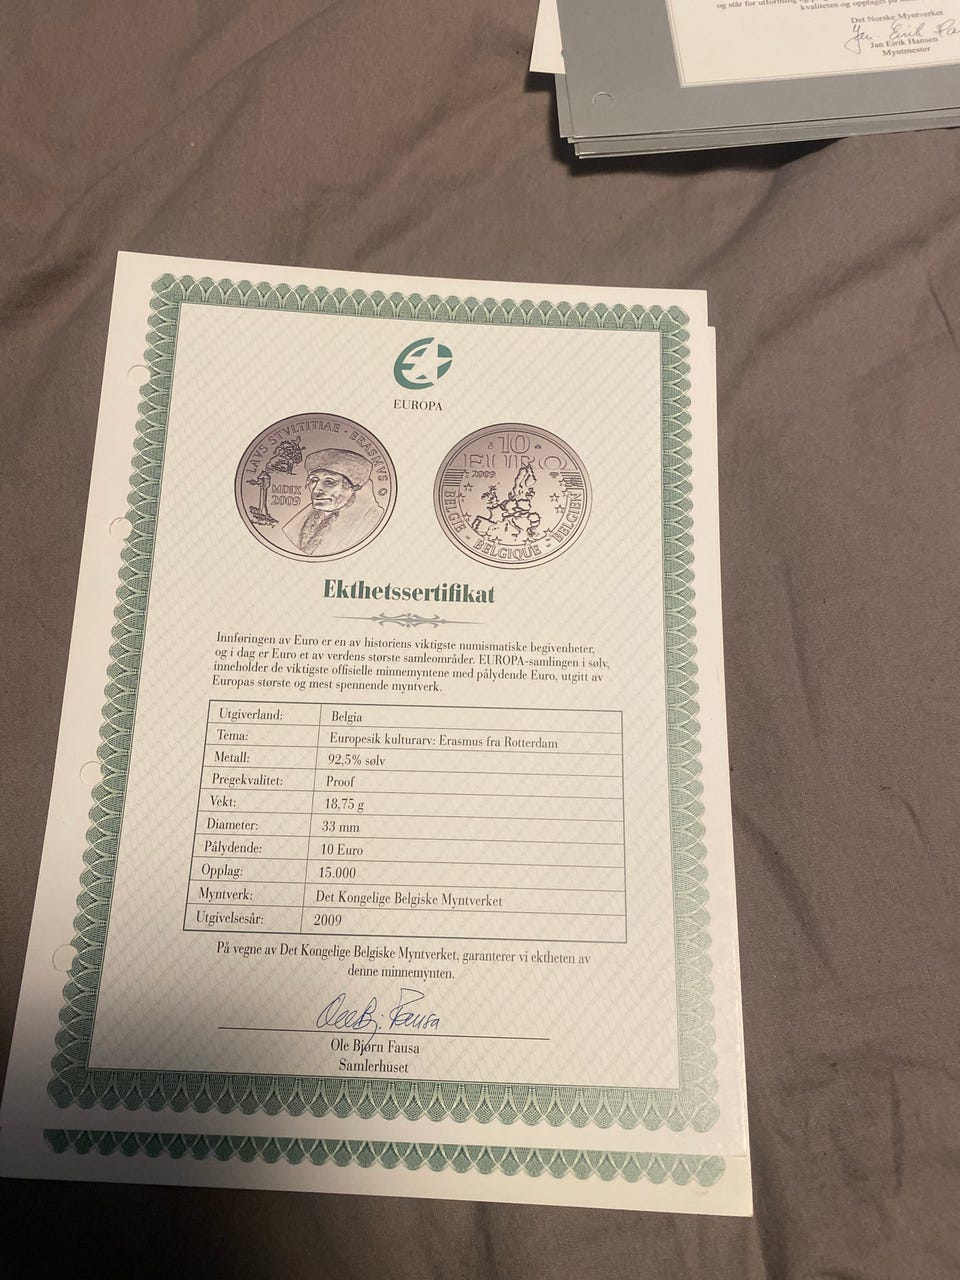 og står for utforming og
kvaliteten og opplaget på
Det Norske Myntverket
Jan Eirik Hansen
Myntmester
EUROPA
LAVS STVLTITIAE - ERASMVS
MDIX
2009
10
EURO
2009
BELGIE - BELGIQUE - BELGIEN
Ekthetssertifikat
Innføringen av Euro er en av historiens viktigste numismatiske begivenheter,
og i dag er Euro et av verdens største samleområder. EUROPA-samlingen i sølv,
inneholder de viktigste offisielle minnemyntene med pålydende Euro, utgitt av
Europas største og mest spennende myntverk.
Utgiverland: Belgia
Tema: Europesik kulturarv: Erasmus fra Rotterdam
Metall: 92,5% sølv
Pregekvalitet: Proof
Vekt: 18,75 g
Diameter: 33 mm
Pålydende: 10 Euro
Opplag: 15.000
Myntverk: Det Kongelige Belgiske Myntverket
Utgivelsesår: 2009
På vegne av Det Kongelige Belgiske Myntverket, garanterer vi ektheten av
denne minnemynten.
Ole Bj. Fausa
Ole Bjørn Fausa
Samlerhuset